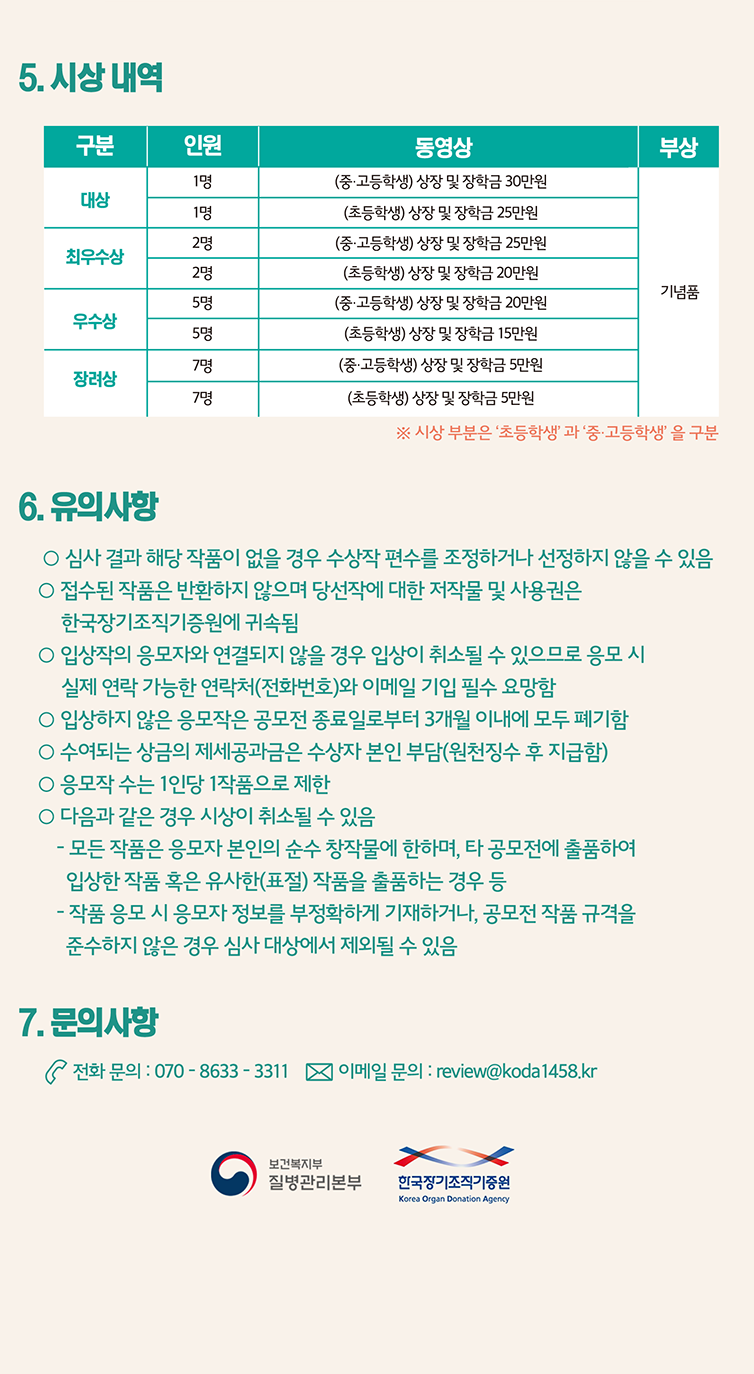 5. 시상 내역
구분 인원 동영상 부상
대상 1명 (중·고등학생) 상장 및 장학금 30만원
1명 (초등학생) 상장 및 장학금 25만원
최우수상 2명 (중·고등학생) 상장 및 장학금 25만원
2명 (초등학생) 상장 및 장학금 20만원
우수상 5명 (중·고등학생) 상장 및 장학금 20만원
5명 (초등학생) 상장 및 장학금 15만원
장려상 7명 (중·고등학생) 상장 및 장학금 5만원
7명 (초등학생) 상장 및 장학금 5만원
기념품
※ 시상 부분은 ‘초등학생’ 과 ‘중·고등학생’ 을 구분
6. 유의사항
○ 심사 결과 해당 작품이 없을 경우 수상작 편수를 조정하거나 선정하지 않을 수 있음
○ 접수된 작품은 반환하지 않으며 당선작에 대한 저작물 및 사용권은
한국장기조직기증원에 귀속됨
○ 입상작의 응모자와 연결되지 않을 경우 입상이 취소될 수 있으므로 응모 시
실제 연락 가능한 연락처(전화번호)와 이메일 기입 필수 요망함
○ 입상하지 않은 응모작은 공모전 종료일로부터 3개월 이내에 모두 폐기함
○ 수여되는 상금의 제세공과금은 수상자 본인 부담(원천징수 후 지급함)
○ 응모작 수는 1인당 1작품으로 제한
○ 다음과 같은 경우 시상이 취소될 수 있음
- 모든 작품은 응모자 본인의 순수 창작물에 한하며, 타 공모전에 출품하여
입상한 작품 혹은 유사한(표절) 작품을 출품하는 경우 등
- 작품 응모 시 응모자 정보를 부정확하게 기재하거나, 공모전 작품 규격을
준수하지 않은 경우 심사 대상에서 제외될 수 있음
7. 문의사항
전화 문의 : 070 - 8633 - 3311 이메일 문의 : review@koda1458.kr
보건복지부
질병관리본부
한국장기조직기증원
Korea Organ Donation Agency